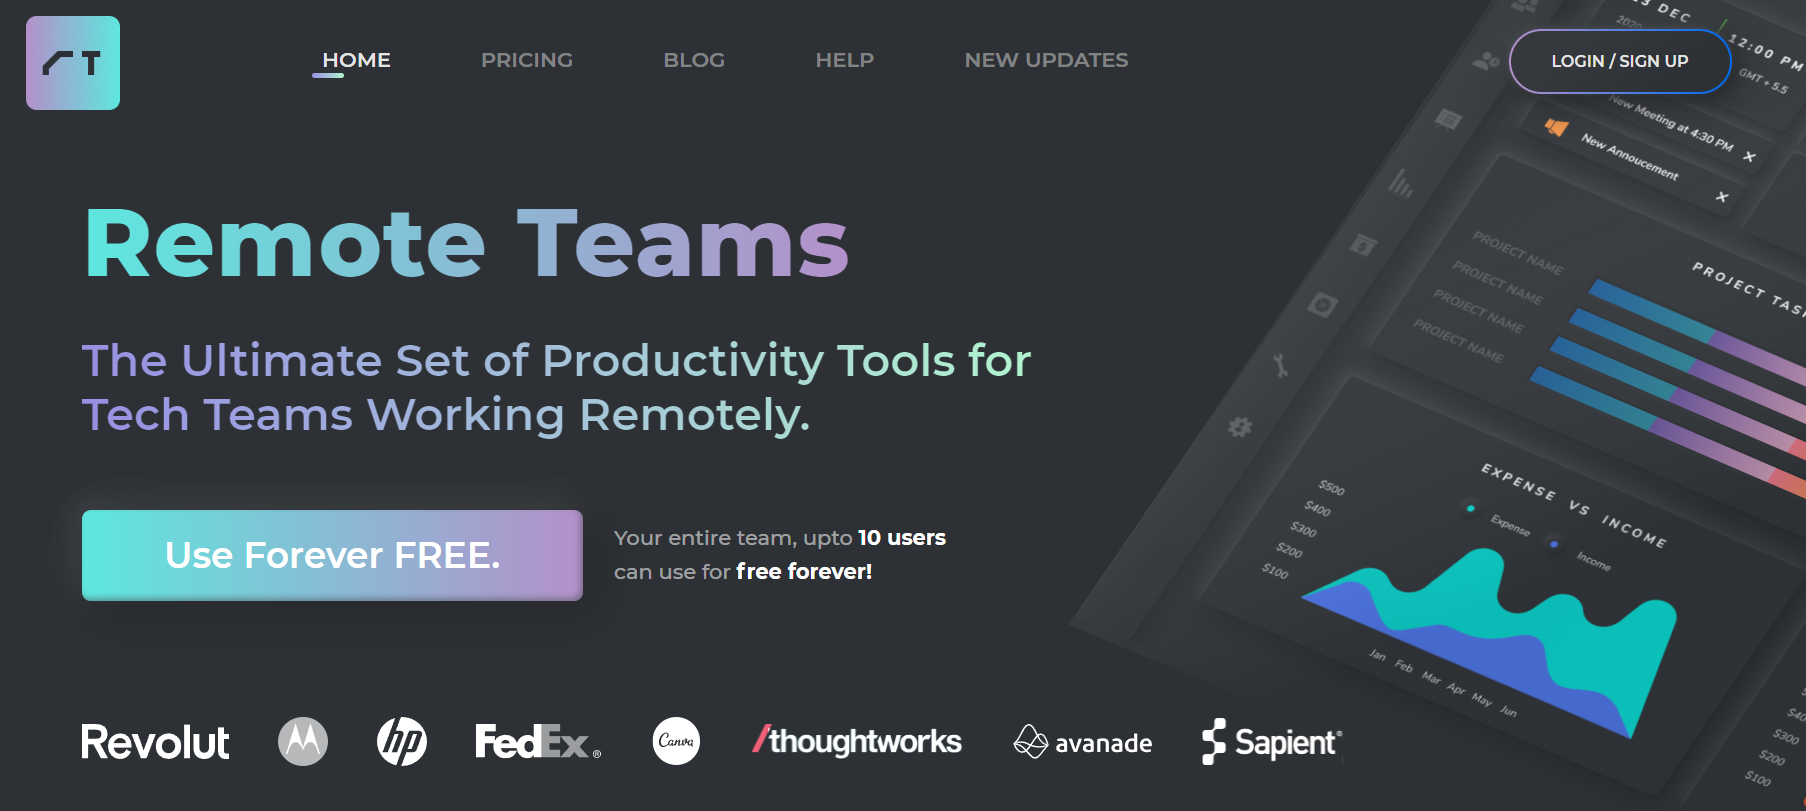 T
HOME
PRICING
BLOG
HELP
NEW UPDATES
LOGIN / SIGN UP
Remote Teams
The Ultimate Set of Productivity Tools for
Tech Teams Working Remotely.
Use Forever FREE.
Your entire team, upto 10 users
can use for free forever!
Revolut
hp
FedEx®
Canva
/thoughtworks
avanade
Sapient®
DEC
2020
12:00 PM
GMT + 5.5
New Meeting at 4:30 PM ×
New Annoucement ×
PROJECT NAME
PROJECT NAME
PROJECT NAME
PROJECT NAME
PROJECT
EXPENSE VS INCOME
Expense
Income
$500
$400
$300
$200
$100
Jan Feb Mar Apr May Jun
$300
$200
$100